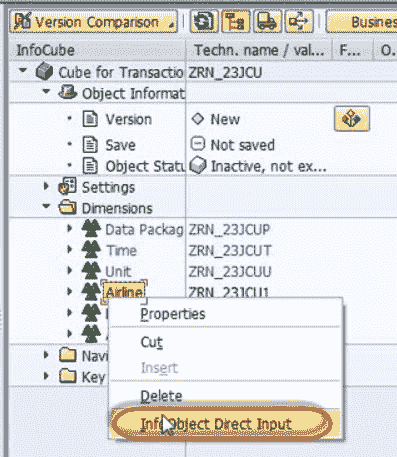 Version Comparison
Business
InfoCube
Techn. name / val...
F...
O.
Cube for Transactio
ZRN_23JCU
Object Informat
Version
New
Save
Not saved
Object Statu
Inactive, not ex...
Settings
Dimensions
Data Packag
ZRN_23JCUP
Time
ZRN_23JCUT
Unit
ZRN_23JCUU
Airline
ZRN_23JCU1
Properties
Cut
Insert
Delete
InfoObject Direct Input
Navi
Key